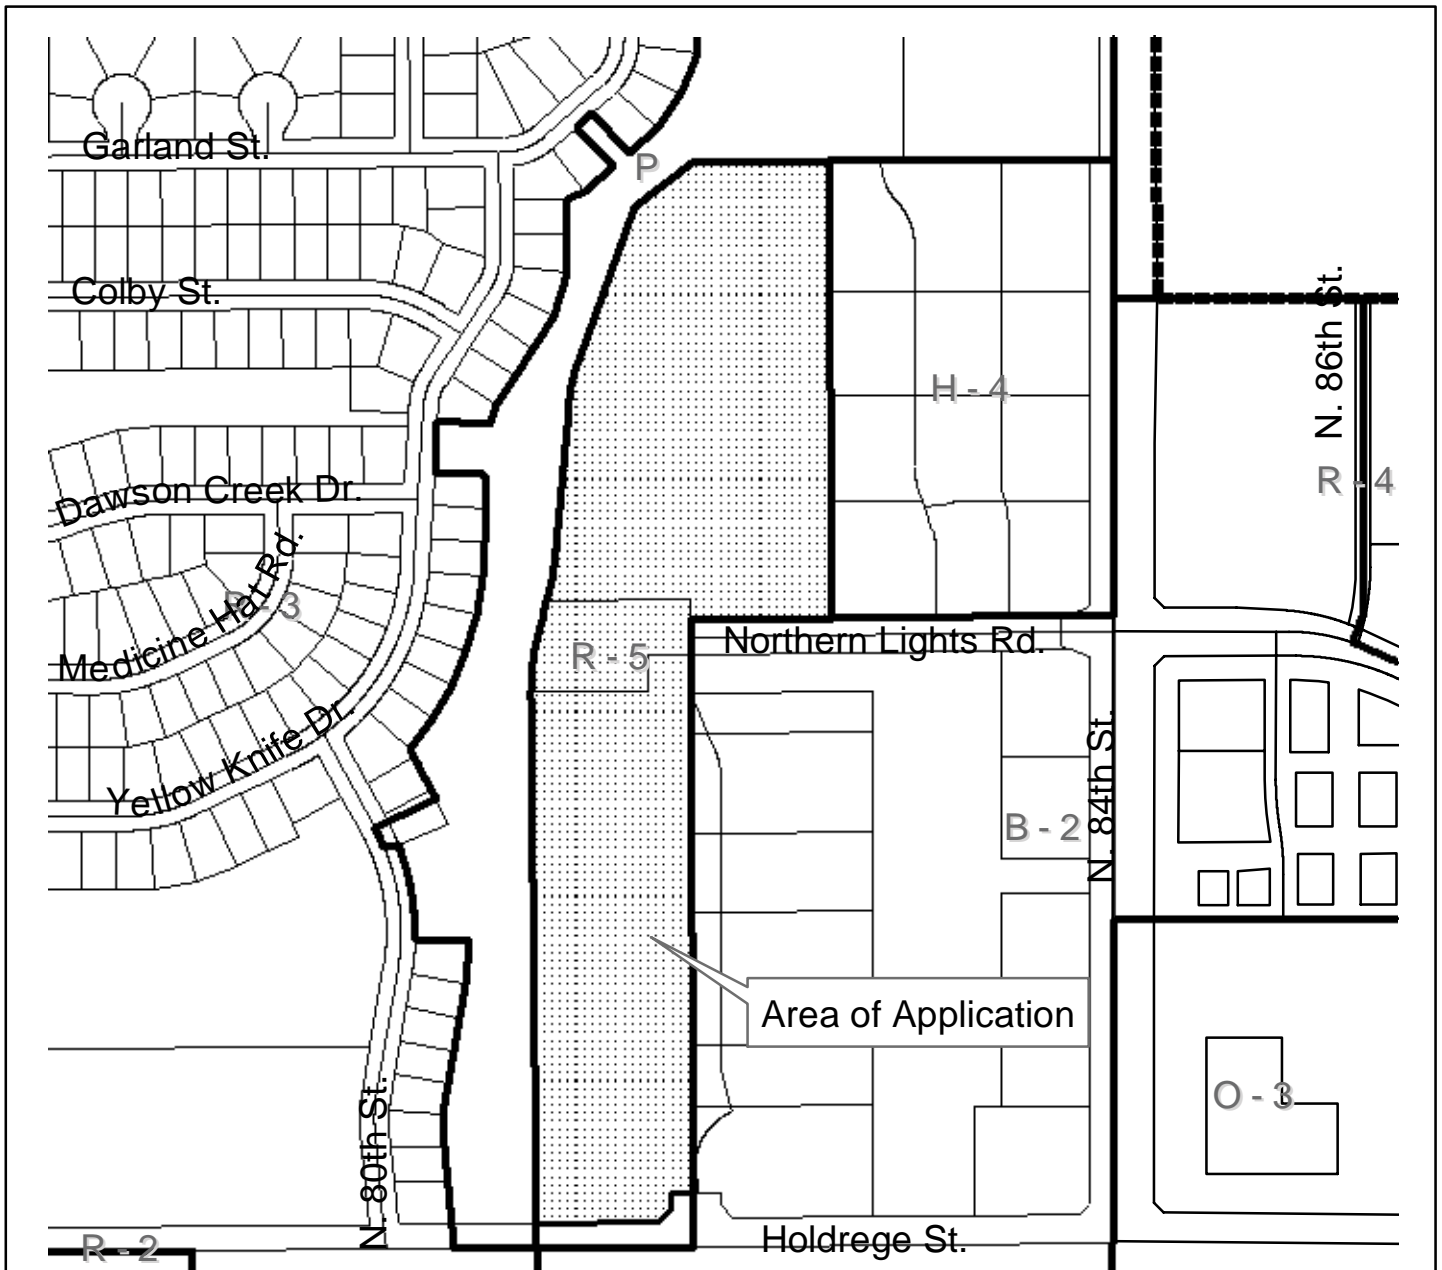 Garland St.
P
Colby St.
N. 86th St.
H - 4
R - 4
Dawson Creek Dr.
R - 3
Medicine Hat Rd.
Northern Lights Rd.
R - 5
Yellow Knife Dr.
N. 84th St.
B - 2
Area of Application
O - 3
N. 80th St.
Holdrege St.
R - 2